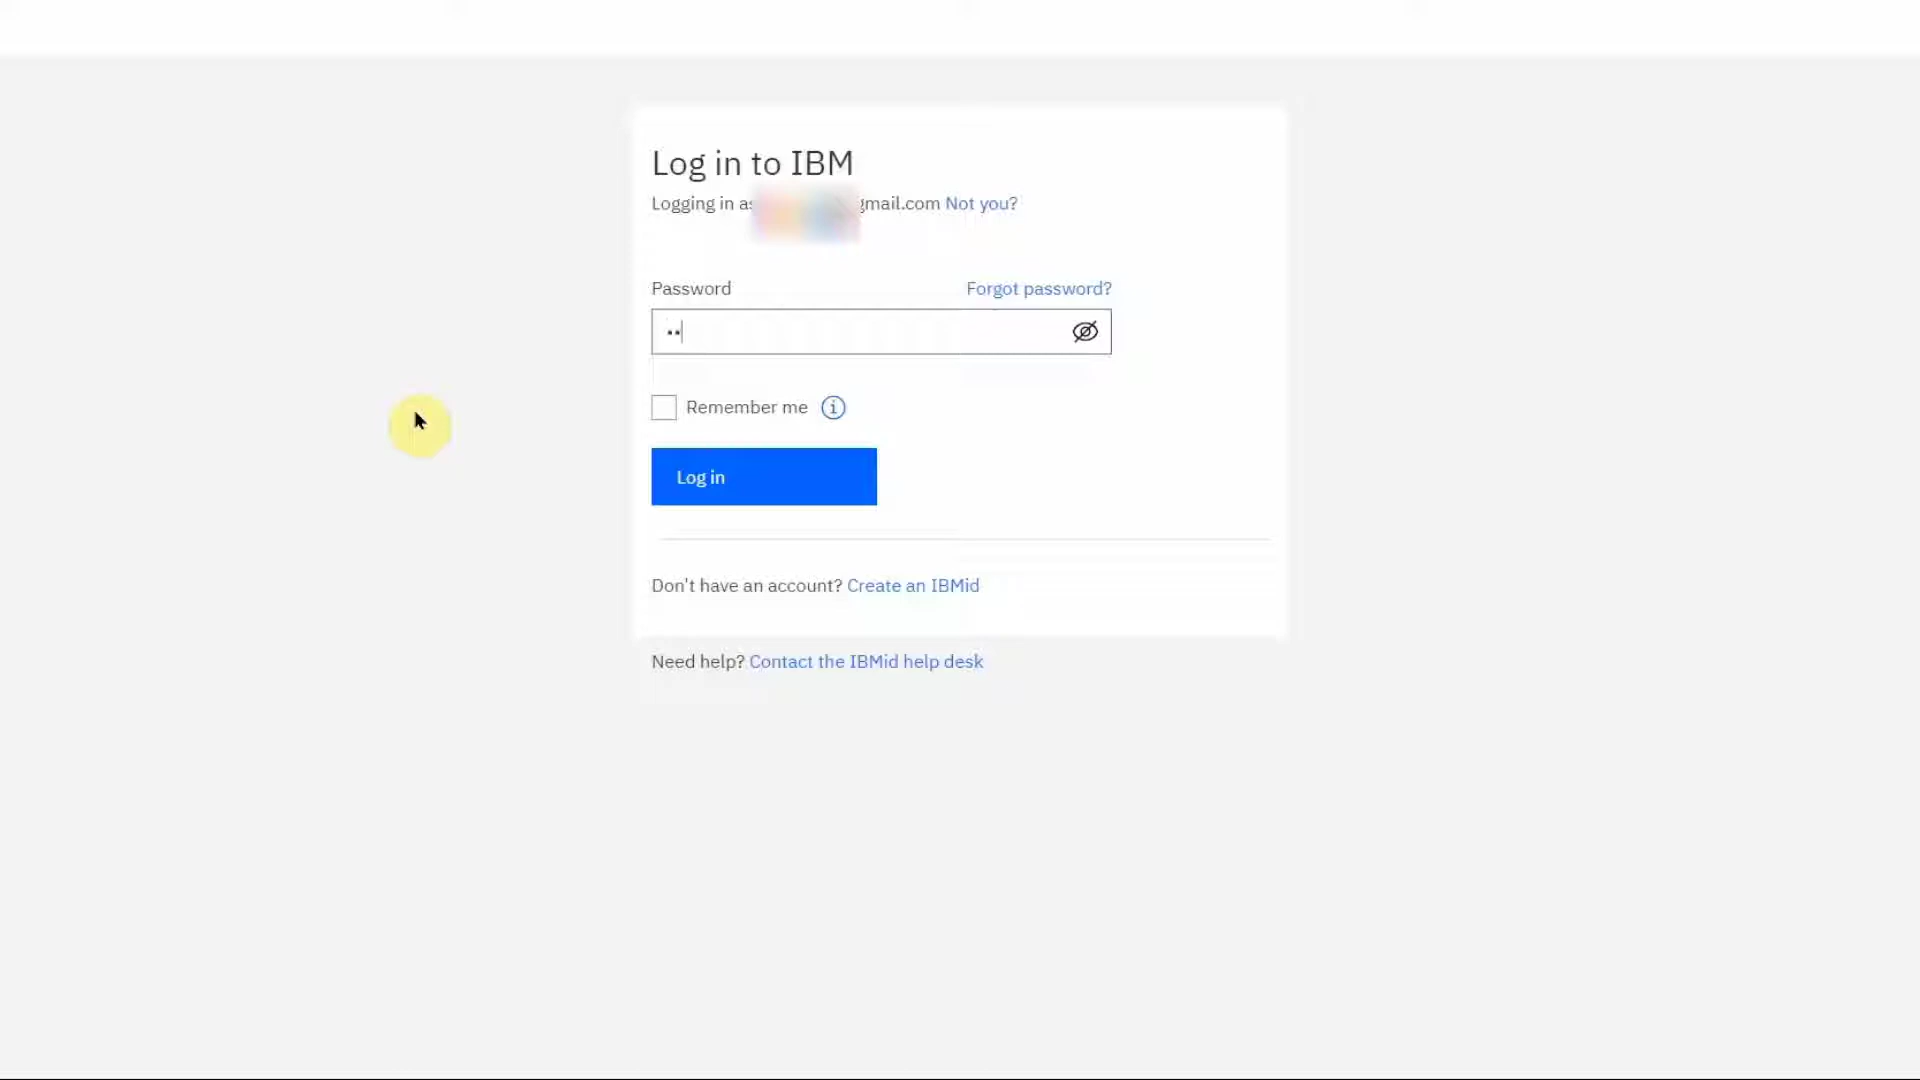 Log in to IBM
Logging in as gmail.com Not you?
Password Forgot password?
Remember me
Log in
Don't have an account? Create an IBMid
Need help? Contact the IBMid help desk